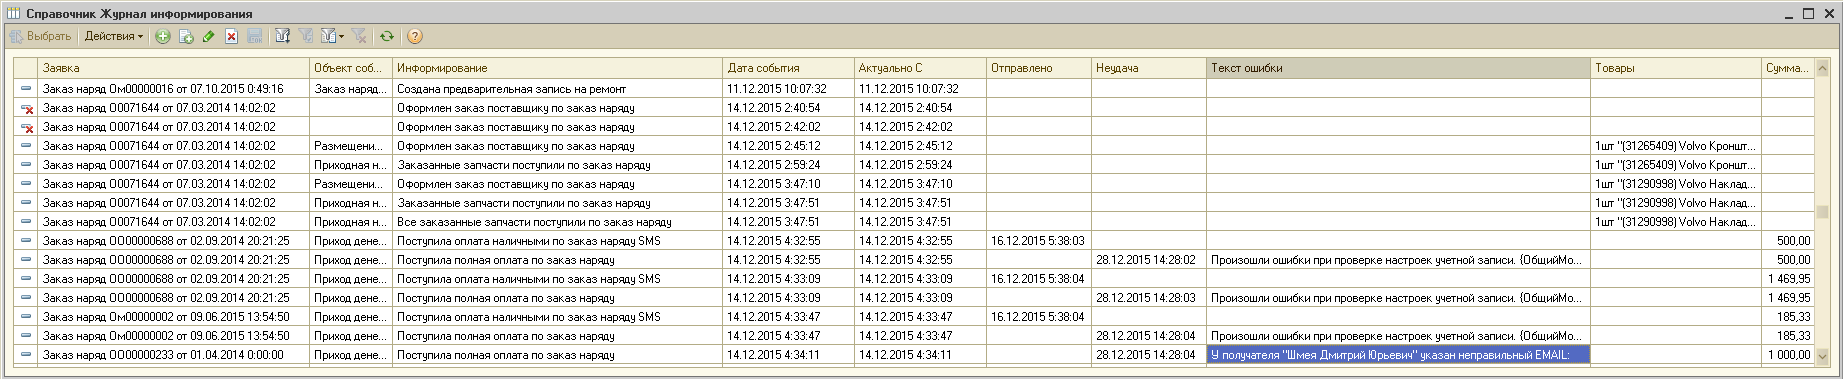 Справочник Журнал информирования
Выбрать Действия
Заявка Объект соб... Информирование Дата события Актуально С Отправлено Неудача Текст ошибки Товары Сумма...
Заказ наряд Ом00000016 от 07.10.2015 0:49:16 Заказ наряд... Создана предварительная запись на ремонт 11.12.2015 10:07:32 11.12.2015 10:07:32
Заказ наряд О0071644 от 07.03.2014 14:02:02 Оформлен заказ поставщику по заказ наряду 14.12.2015 2:40:54 14.12.2015 2:40:54
Заказ наряд О0071644 от 07.03.2014 14:02:02 Оформлен заказ поставщику по заказ наряду 14.12.2015 2:42:02 14.12.2015 2:42:02
Заказ наряд О0071644 от 07.03.2014 14:02:02 Размещени... Оформлен заказ поставщику по заказ наряду 14.12.2015 2:45:12 14.12.2015 2:45:12 1шт "(31265409) Volvo Кроншт...
Заказ наряд О0071644 от 07.03.2014 14:02:02 Приходная н... Заказанные запчасти поступили по заказ наряду 14.12.2015 2:59:24 14.12.2015 2:59:24 1шт "(31265409) Volvo Кроншт...
Заказ наряд О0071644 от 07.03.2014 14:02:02 Размещени... Оформлен заказ поставщику по заказ наряду 14.12.2015 3:47:10 14.12.2015 3:47:10 1шт "(31290998) Volvo Наклад...
Заказ наряд О0071644 от 07.03.2014 14:02:02 Приходная н... Заказанные запчасти поступили по заказ наряду 14.12.2015 3:47:51 14.12.2015 3:47:51 1шт "(31290998) Volvo Наклад...
Заказ наряд О0071644 от 07.03.2014 14:02:02 Приходная н... Все заказанные запчасти поступили по заказ наряду 14.12.2015 3:47:51 14.12.2015 3:47:51 1шт "(31290998) Volvo Наклад...
Заказ наряд ОО00000688 от 02.09.2014 20:21:25 Приход дене... Поступила оплата наличными по заказ наряду SMS 14.12.2015 4:32:55 14.12.2015 4:32:55 16.12.2015 5:38:03 500,00
Заказ наряд ОО00000688 от 02.09.2014 20:21:25 Приход дене... Поступила полная оплата по заказ наряду 14.12.2015 4:32:55 14.12.2015 4:32:55 28.12.2015 14:28:02 Произошли ошибки при проверке настроек учетной записи. {ОбщийМо... 500,00
Заказ наряд ОО00000688 от 02.09.2014 20:21:25 Приход дене... Поступила оплата наличными по заказ наряду SMS 14.12.2015 4:33:09 14.12.2015 4:33:09 16.12.2015 5:38:04 1 469,95
Заказ наряд ОО00000688 от 02.09.2014 20:21:25 Приход дене... Поступила полная оплата по заказ наряду 14.12.2015 4:33:09 14.12.2015 4:33:09 28.12.2015 14:28:03 Произошли ошибки при проверке настроек учетной записи. {ОбщийМо... 1 469,95
Заказ наряд Ом00000002 от 09.06.2015 13:54:50 Приход дене... Поступила оплата наличными по заказ наряду SMS 14.12.2015 4:33:47 14.12.2015 4:33:47 16.12.2015 5:38:04 185,33
Заказ наряд Ом00000002 от 09.06.2015 13:54:50 Приход дене... Поступила полная оплата по заказ наряду 14.12.2015 4:33:47 14.12.2015 4:33:47 28.12.2015 14:28:04 Произошли ошибки при проверке настроек учетной записи. {ОбщийМо... 185,33
Заказ наряд ОО00000233 от 01.04.2014 0:00:00 Приход дене... Поступила полная оплата по заказ наряду 14.12.2015 4:34:11 14.12.2015 4:34:11 28.12.2015 14:28:04 У получателя "Шмея Дмитрий Юрьевич" указан неправильный EMAIL: 1 000,00